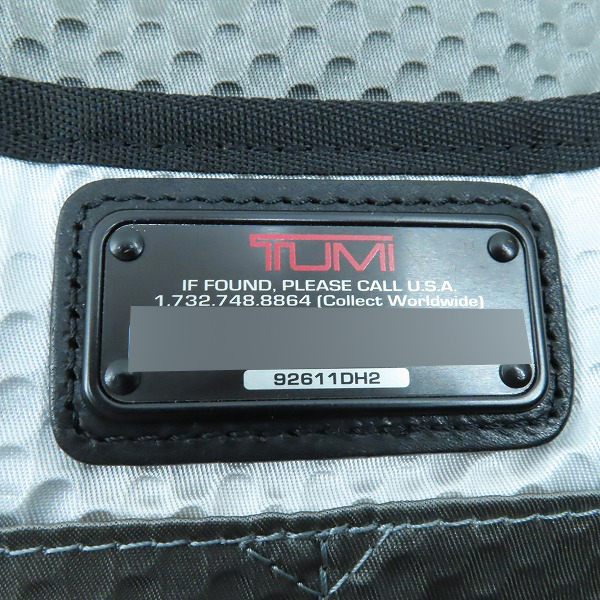 TUMI
IF FOUND, PLEASE CALL U.S.A.
1.732.748.8864 (Collect Worldwide)
92611DH2